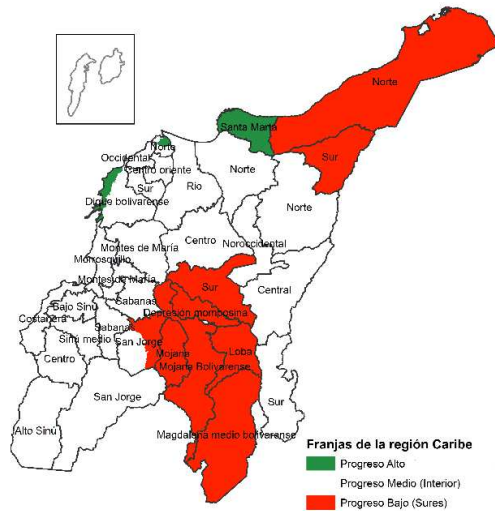 Norte
Santa Marta
Norte
Sur
Occidental
Centro oriente
Norte
Sur
Rio
Dique bolivarense
Norte
Montes de María
Centro
Noroccidental
Morrosquillo
Montes de María
Sur
Central
Sabanas
Bajo Sinú
Depresión momposina
Costanera
Sabanas
Sinú medio
San Jorge
Mojana
Loba
Centro
Mojana Bolivarense
San Jorge
Sur
Alto Sinú
Magdalena medio bolivarense
Franjas de la región Caribe
Progreso Alto
Progreso Medio (Interior)
Progreso Bajo (Sures)